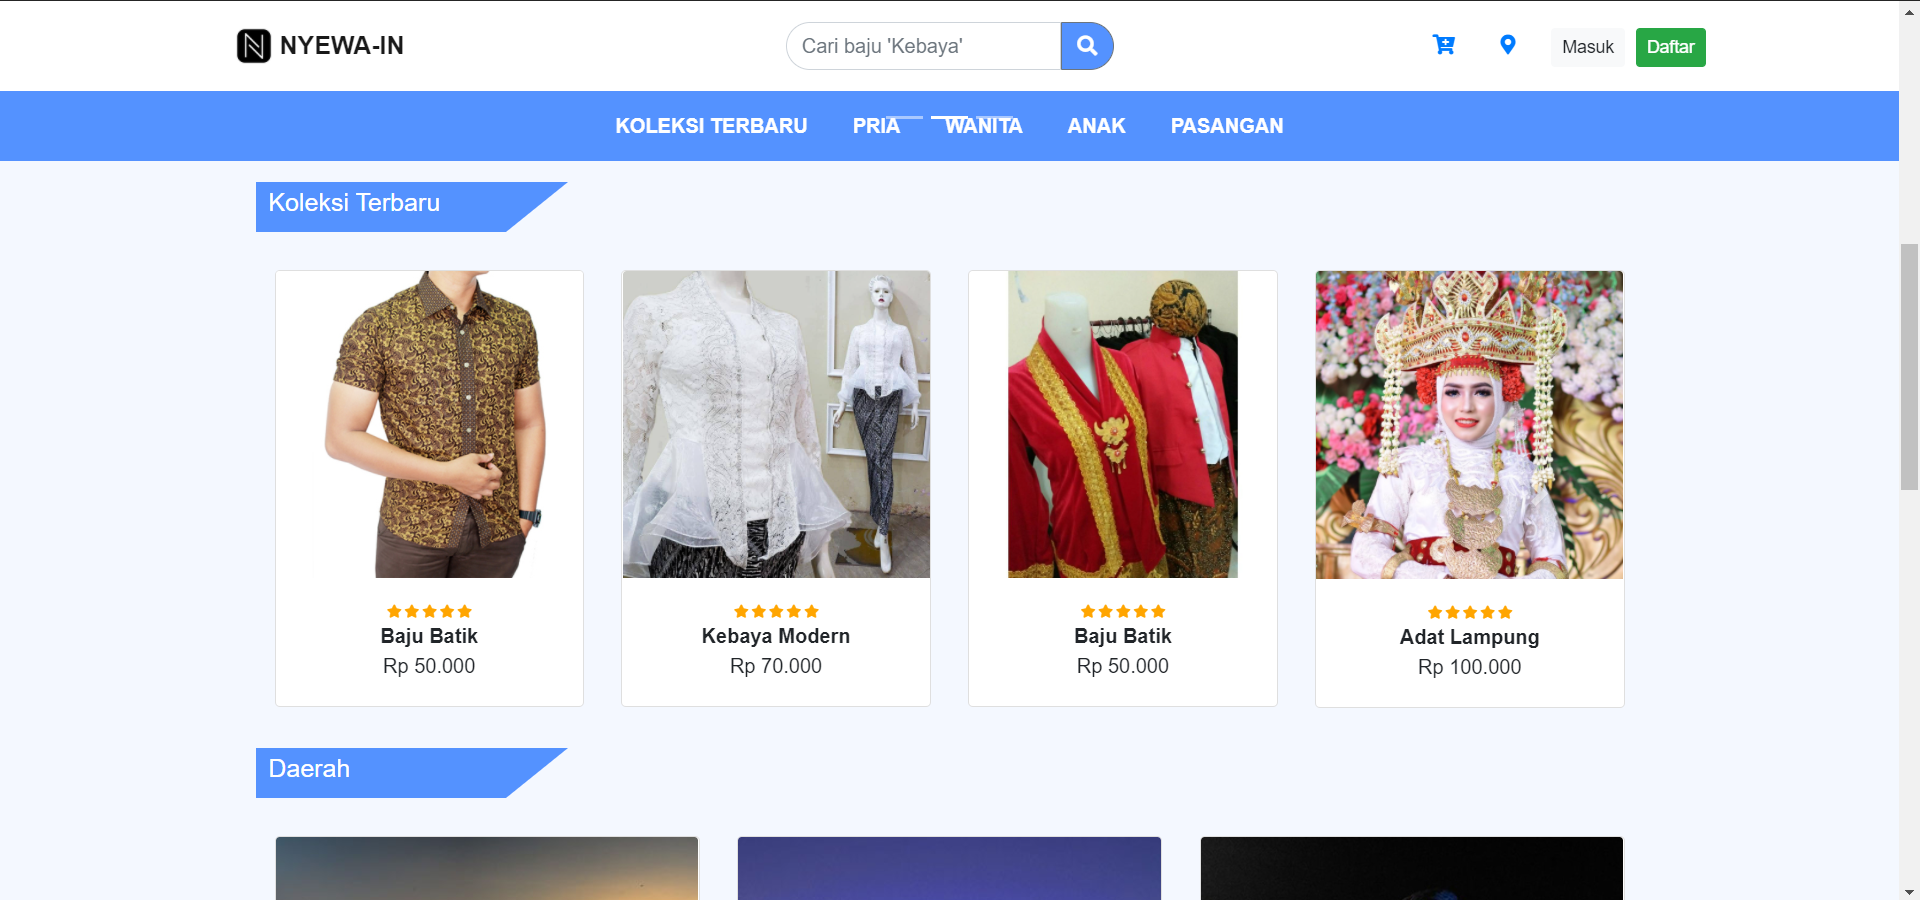 NYEWA-IN
Cari baju 'Kebaya'
Masuk
Daftar
KOLEKSI TERBARU PRIA WANITA ANAK PASANGAN
Koleksi Terbaru
Baju Batik
Rp 50.000
Kebaya Modern
Rp 70.000
Baju Batik
Rp 50.000
Adat Lampung
Rp 100.000
Daerah